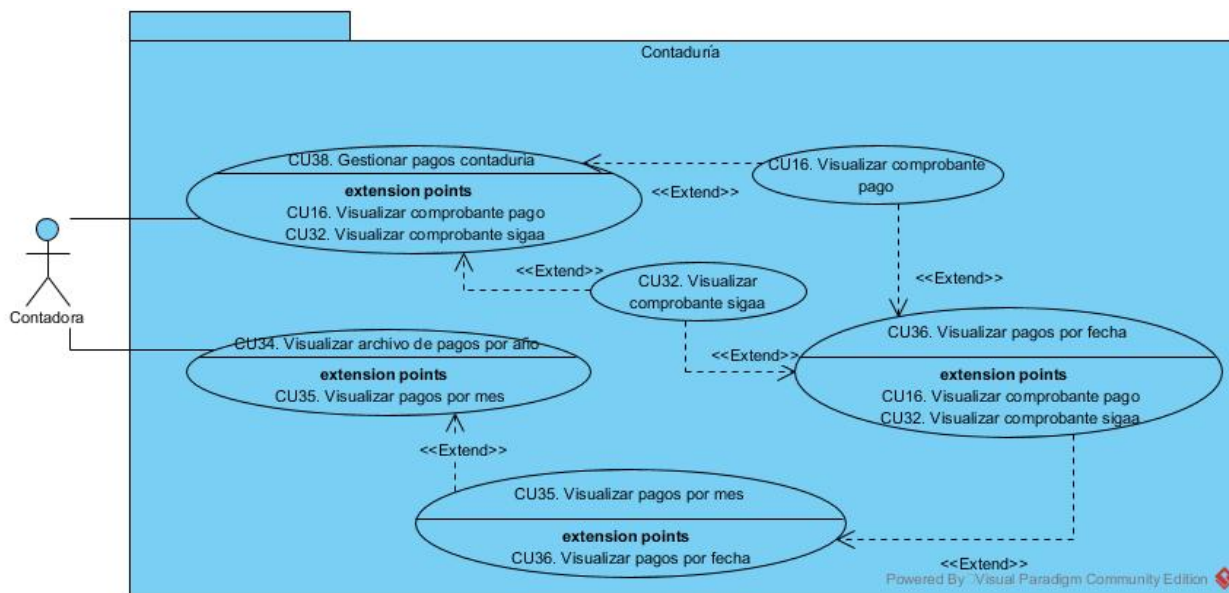 Contaduría
CU38. Gestionar pagos contaduria
extension points
CU16. Visualizar comprobante pago
CU32. Visualizar comprobante sigaa
<<Extend>>
CU16. Visualizar comprobante
pago
Contadora
<<Extend>>
CU32. Visualizar
comprobante sigaa
<<Extend>>
CU34. Visualizar archivo de pagos por año
extension points
CU35. Visualizar pagos por mes
<<Extend>>
CU36. Visualizar pagos por fecha
extension points
CU16. Visualizar comprobante pago
CU32. Visualizar comprobante sigaa
<<Extend>>
CU35. Visualizar pagos por mes
extension points
CU36. Visualizar pagos por fecha
<<Extend>>
Powered By Visual Paradigm Community Edition